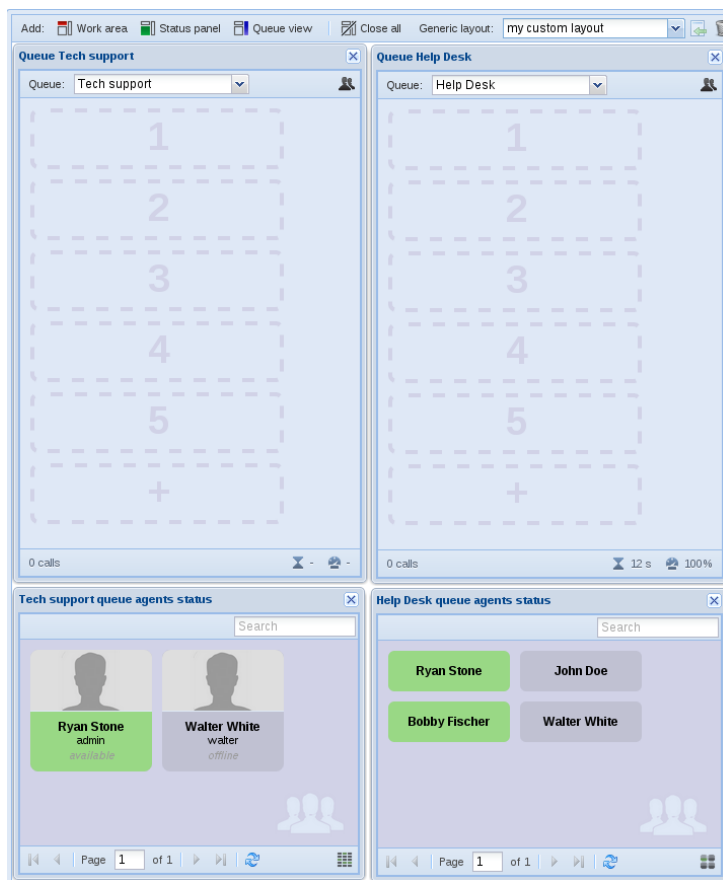 Add: Work area Status panel Queue view Close all Generic layout: my custom layout
Queue Tech support
Queue: Tech support
1
2
3
4
5
+
0 calls - -
Queue Help Desk
Queue: Help Desk
1
2
3
4
5
+
0 calls 12 s 100%
Tech support queue agents status
Search
Ryan Stone
admin
available
Walter White
walter
offline
Page 1 of 1
Help Desk queue agents status
Search
Ryan Stone
John Doe
Bobby Fischer
Walter White
Page 1 of 1